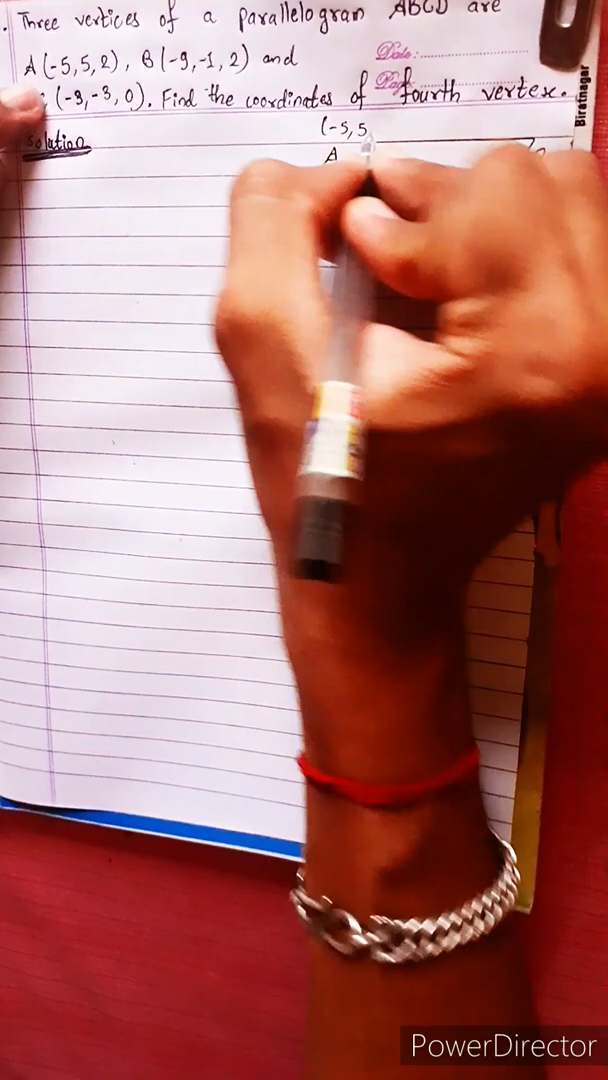 Three vertices of a parallelogram ABCD are
A(-5,5,2), B(-9,-1,2) and
Date:
(-9,-3,0). Find the coordinates of fourth vertex.
Biratnagar
(-5,5
solution
A
D
PowerDirector